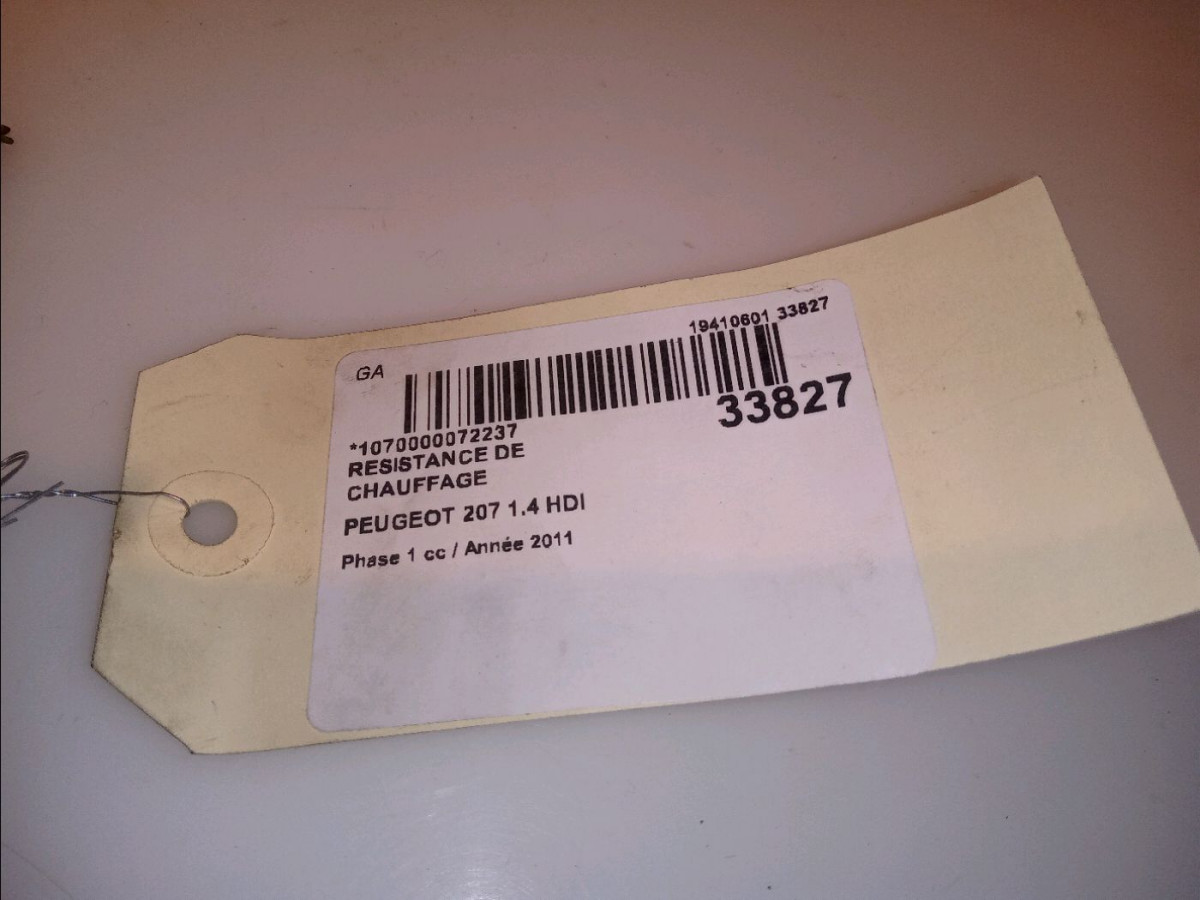 19410601 33827
GA
33827
*1070000072237
RESISTANCE DE
CHAUFFAGE
PEUGEOT 207 1.4 HDI
Phase 1 cc / Année 2011